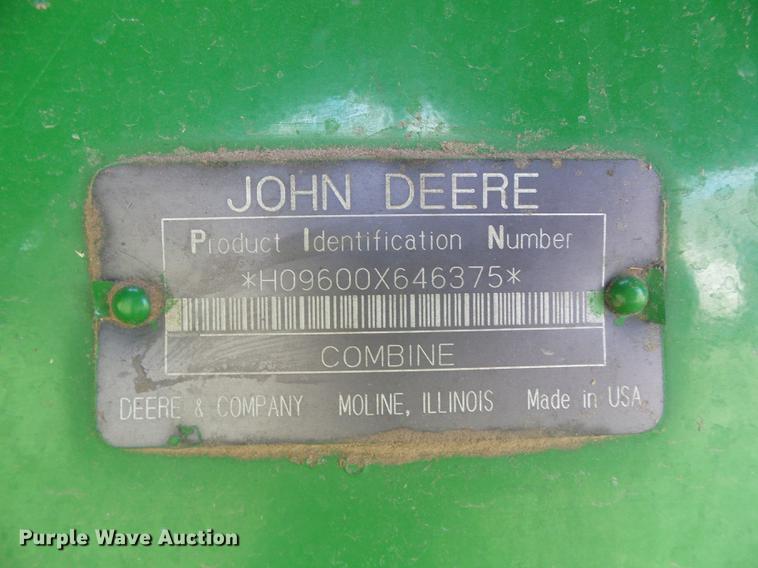 JOHN DEERE
Product Identification Number
*H09600X646375*
COMBINE
DEERE & COMPANY MOLINE, ILLINOIS Made in USA
Purple Wave Auction